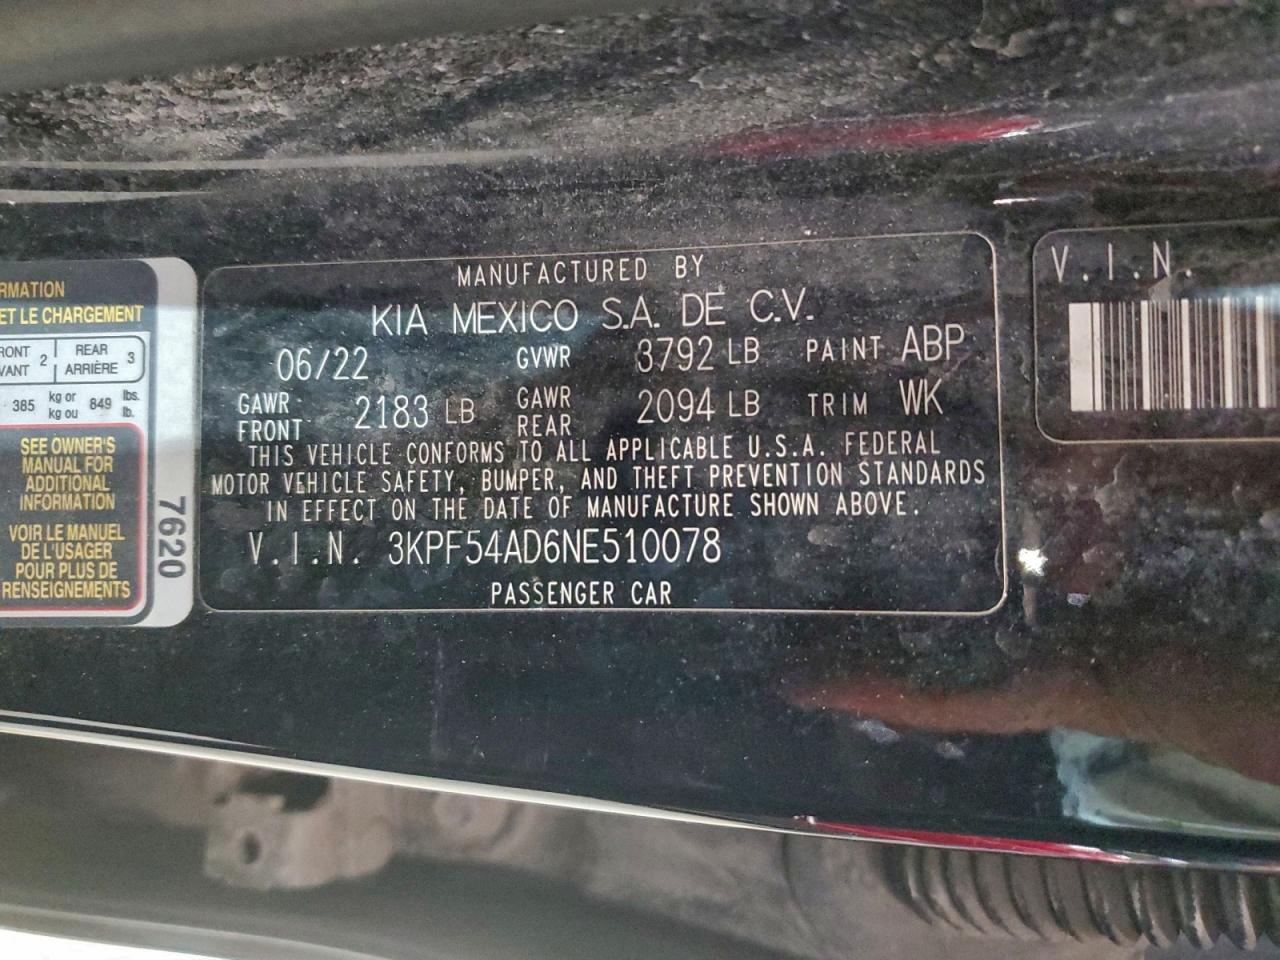 RMATION
ET LE CHARGEMENT
RONT 2 REAR 3
VANT ARRIÈRE
385 kg or 849 lbs.
kg ou lb.
SEE OWNER'S
MANUAL FOR
ADDITIONAL
INFORMATION
VOIR LE MANUEL
DE L'USAGER
POUR PLUS DE
RENSEIGNEMENTS
7620
MANUFACTURED BY
KIA MEXICO S.A. DE C.V.
06/22 GVWR 3792 LB PAINT ABP
GAWR FRONT 2183 LB GAWR REAR 2094 LB TRIM WK
THIS VEHICLE CONFORMS TO ALL APPLICABLE U.S.A. FEDERAL
MOTOR VEHICLE SAFETY, BUMPER, AND THEFT PREVENTION STANDARDS
IN EFFECT ON THE DATE OF MANUFACTURE SHOWN ABOVE.
V.I.N. 3KPF54AD6NE510078
PASSENGER CAR
V.I.N.